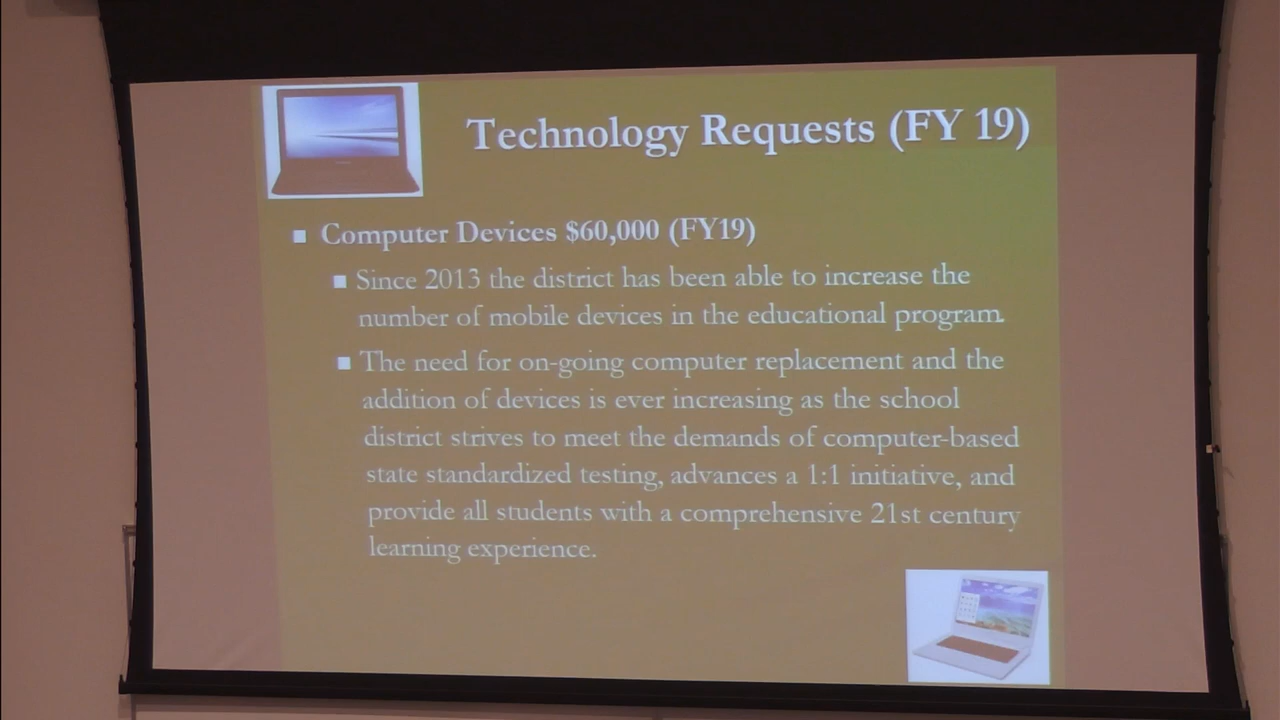 Technology Requests (FY 19)
Computer Devices $60,000 (FY19)
Since 2013 the district has been able to increase the
number of mobile devices in the educational program.
The need for on-going computer replacement and the
addition of devices is ever increasing as the school
district strives to meet the demands of computer-based
state standardized testing, advances a 1:1 initiative, and
provide all students with a comprehensive 21st century
learning experience.